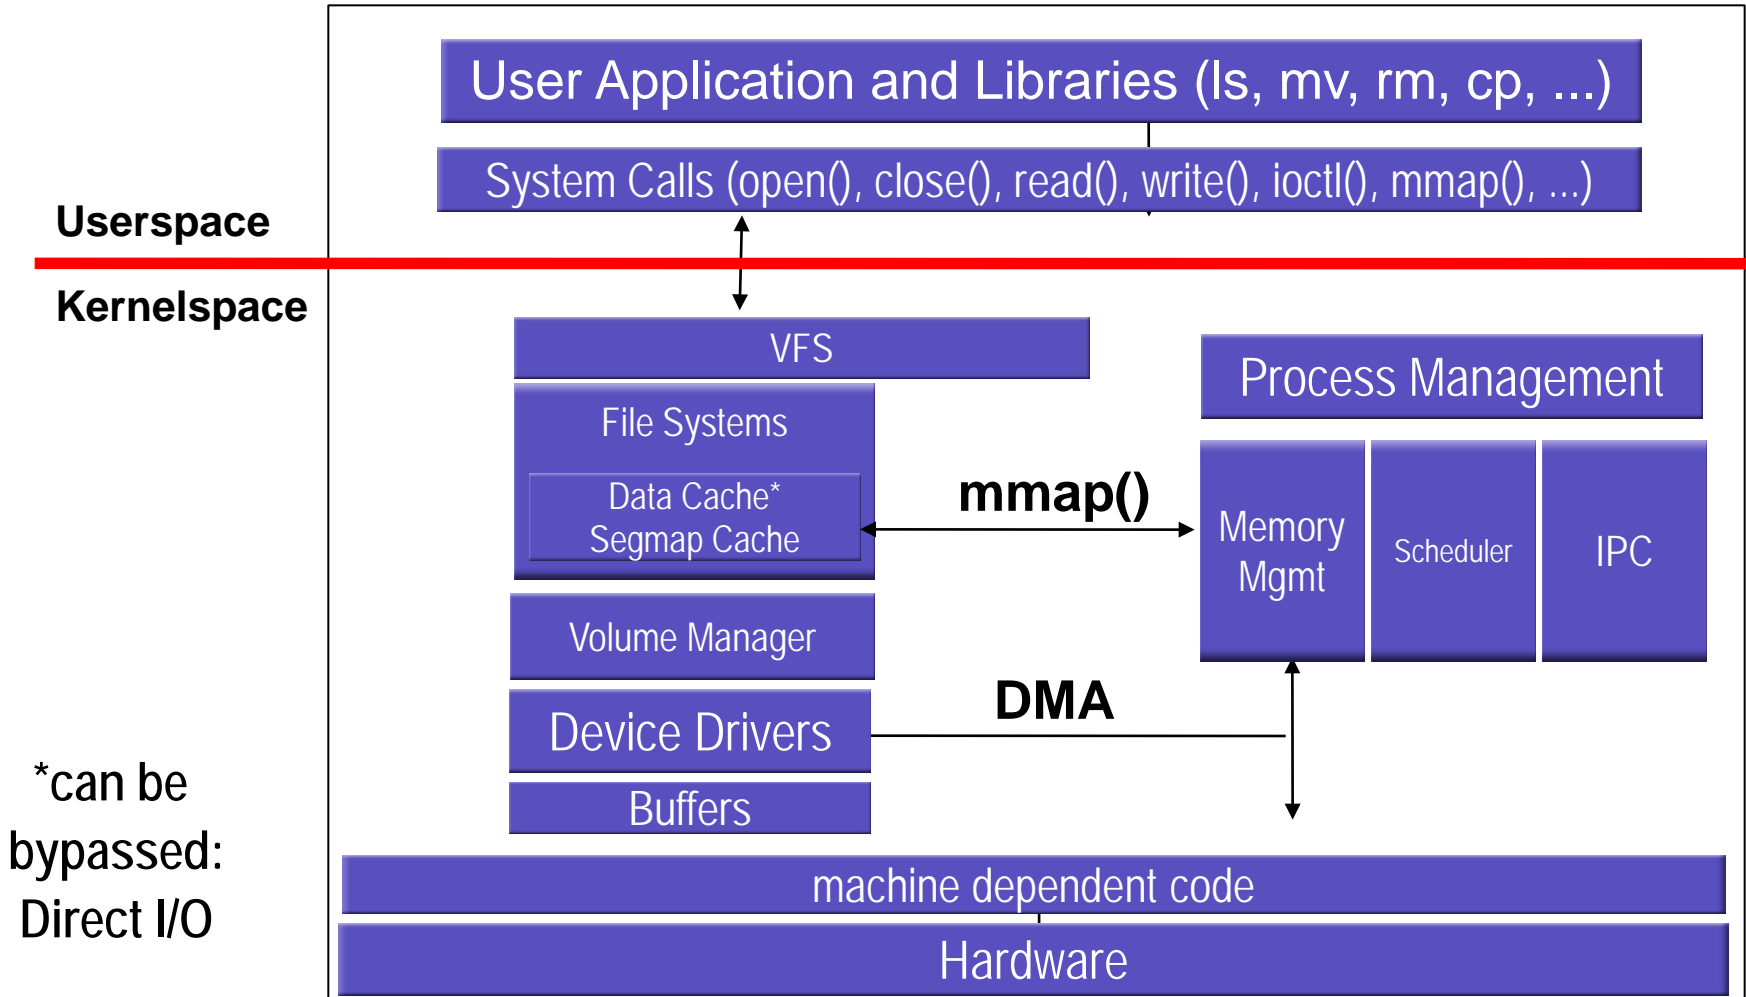 User Application and Libraries (ls, mv, rm, cp, ...)
System Calls (open(), close(), read(), write(), ioctl(), mmap(), ...)
Userspace
Kernelspace
VFS
Process Management
File Systems
Data Cache*
Segmap Cache
mmap()
Memory
Mgmt
Scheduler
IPC
Volume Manager
DMA
Device Drivers
Buffers
*can be
bypassed:
Direct I/O
machine dependent code
Hardware